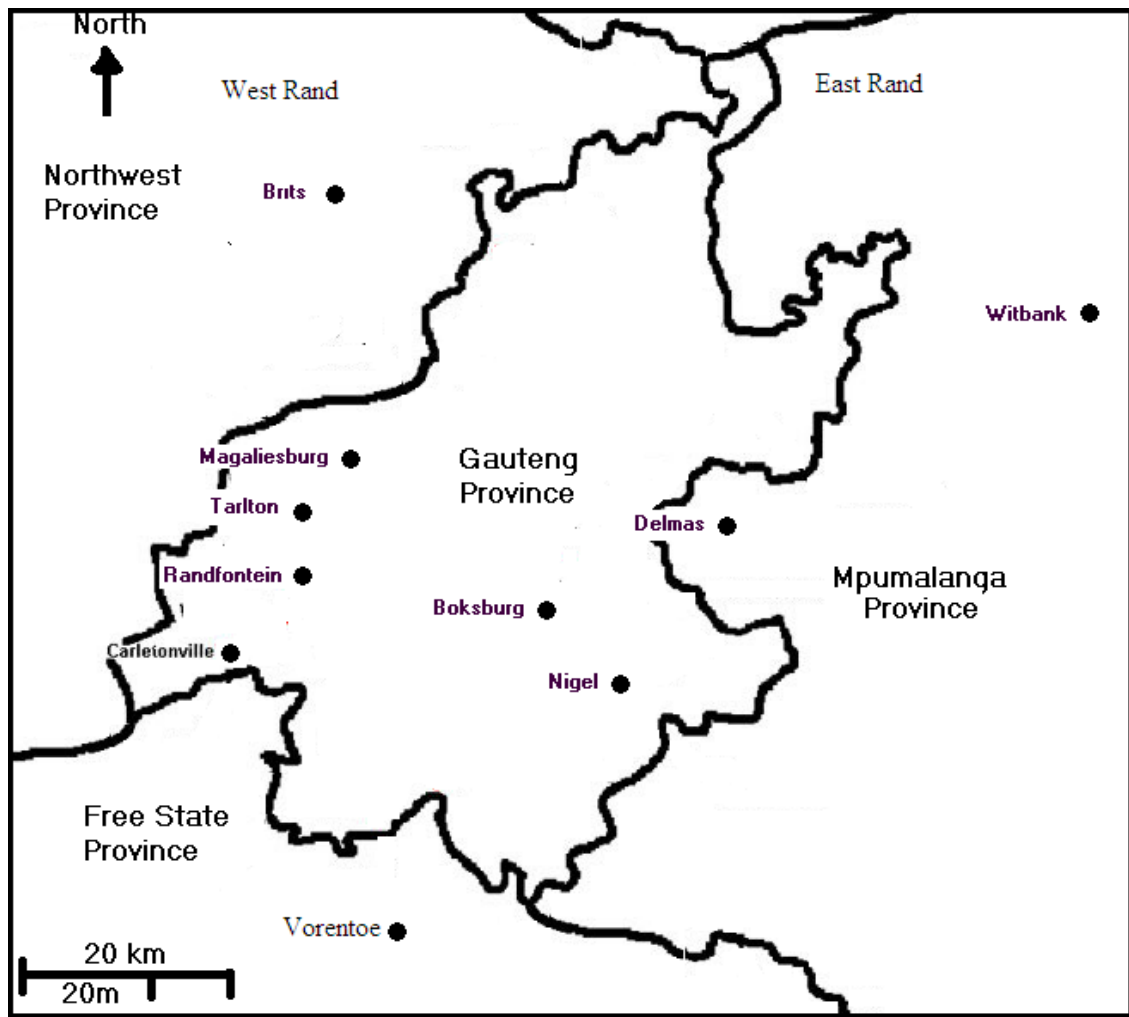 North
West Rand
East Rand
Northwest
Province
Brits
Witbank
Magaliesburg
Gauteng
Province
Tarlton
Delmas
Randfontein
Mpumalanga
Province
Boksburg
Carletonville
Nigel
Free State
Province
Vorentoe
20 km
20m